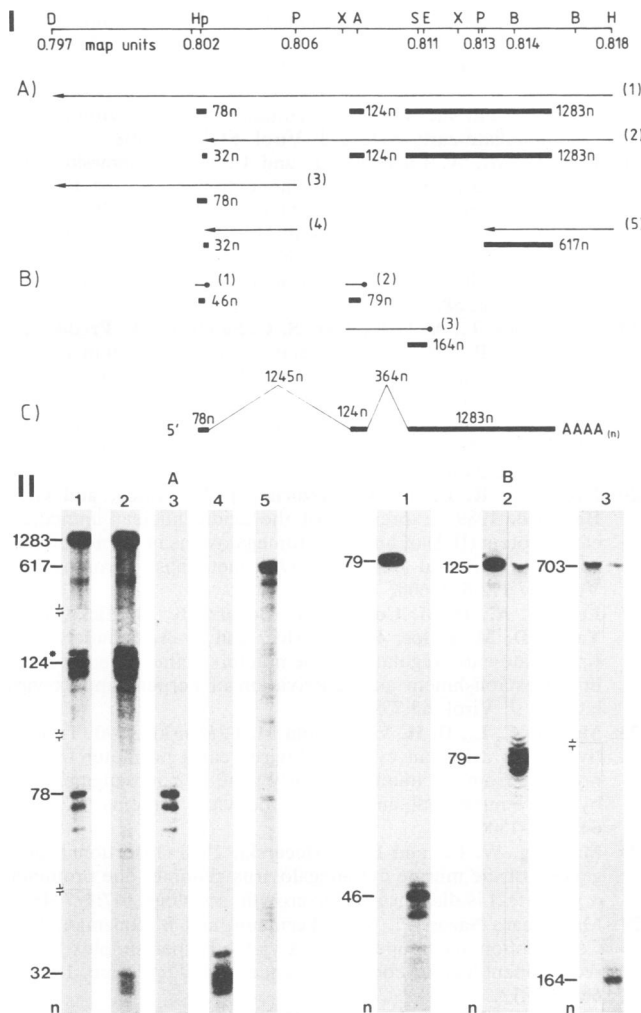 I
D Hp P X A S E X P B B H
0.797 map units 0.802 0.806 0.811 0.813 0.814 0.818
A)
(1)
78n 124n 1283n
(2)
32n 124n 1283n
(3)
78n
(4) (5)
32n 617n
B)
(1) (2)
46n 79n
(3)
164n
C)
1245n 364n
5' 78n 124n 1283n AAAA (n)
II
A B
1 2 3 4 5 1 2 3
1283
617
124
78
32
n
79
46
n
125
79
n
703
164
n